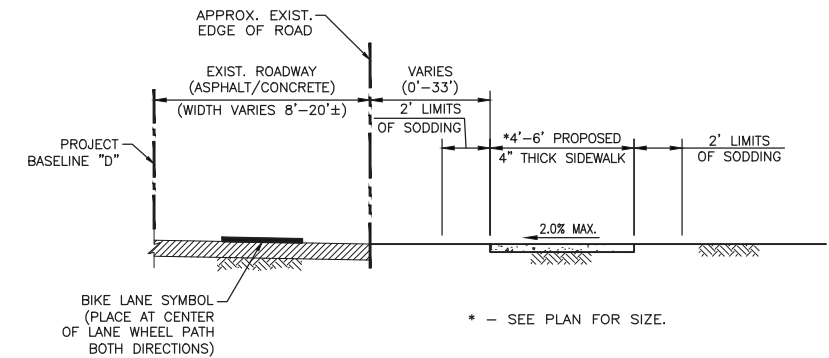 APPROX. EXIST.
EDGE OF ROAD
EXIST. ROADWAY
(ASPHALT/CONCRETE)
(WIDTH VARIES 8'-20'±)
VARIES
(0'-33')
2' LIMITS
OF SODDING
*4'-6' PROPOSED
4" THICK SIDEWALK
2' LIMITS
OF SODDING
PROJECT
BASELINE "D"
2.0% MAX.
BIKE LANE SYMBOL
(PLACE AT CENTER
OF LANE WHEEL PATH
BOTH DIRECTIONS)
* - SEE PLAN FOR SIZE.